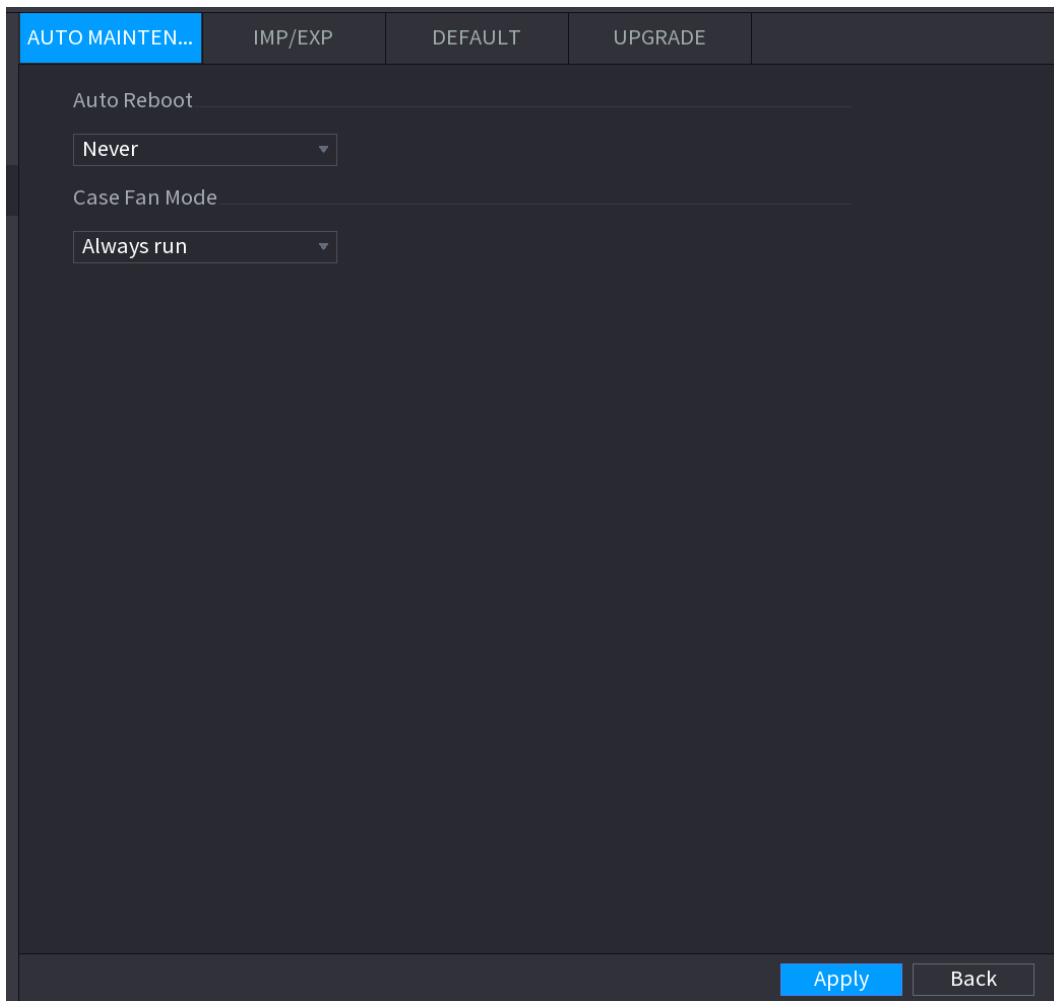 AUTO MAINTEN... IMP/EXP DEFAULT UPGRADE
Auto Reboot
Never
Case Fan Mode
Always run
Apply Back